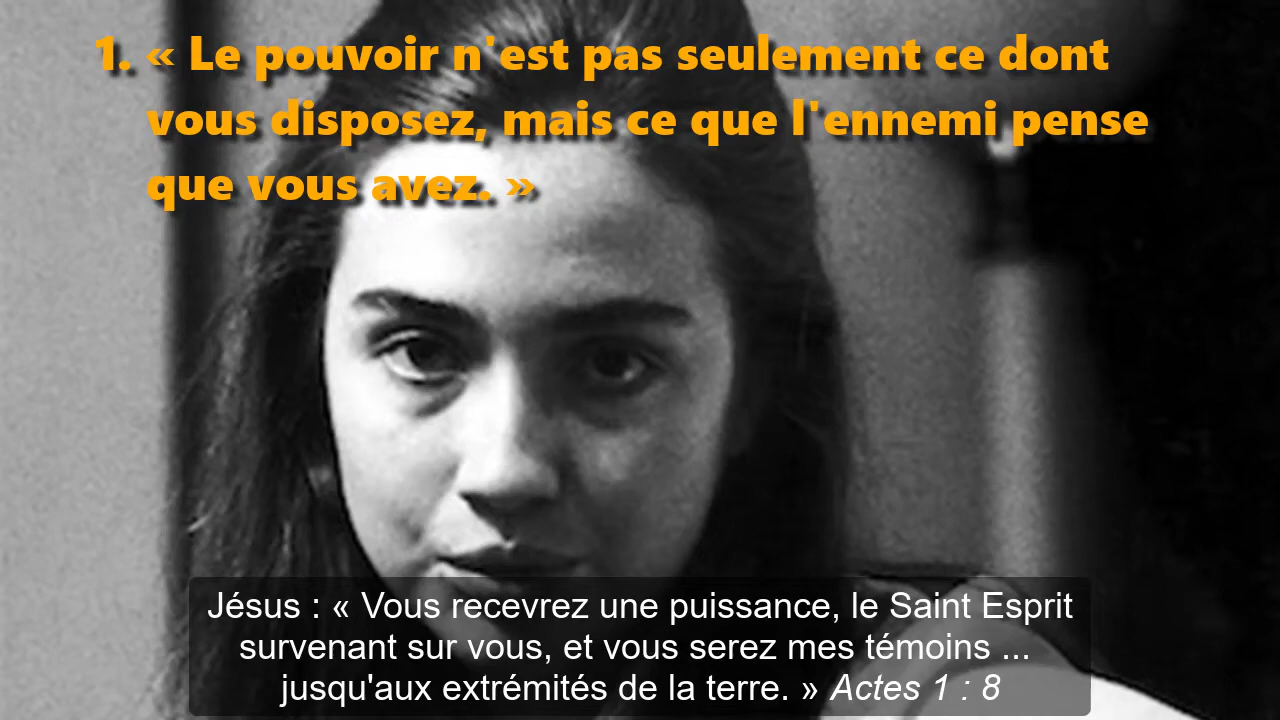 1. « Le pouvoir n'est pas seulement ce dont
vous disposez, mais ce que l'ennemi pense
que vous avez. »
Jésus : « Vous recevrez une puissance, le Saint Esprit
survenant sur vous, et vous serez mes témoins ...
jusqu'aux extrémités de la terre. » Actes 1 : 8